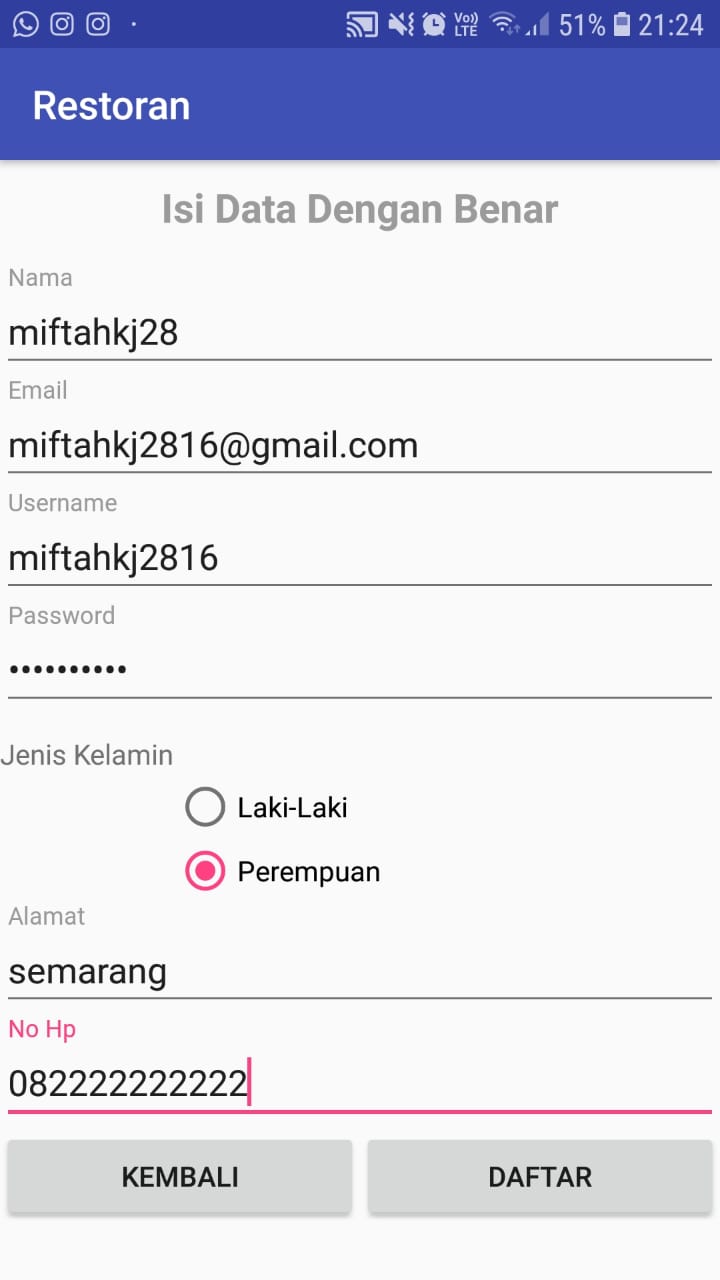 Vo)) LTE 51% 21:24
Restoran
Isi Data Dengan Benar
Nama
miftahkj28
Email
miftahkj2816@gmail.com
Username
miftahkj2816
Password
••••••••••
Jenis Kelamin
Laki-Laki
Perempuan
Alamat
semarang
No Hp
082222222222
KEMBALI DAFTAR